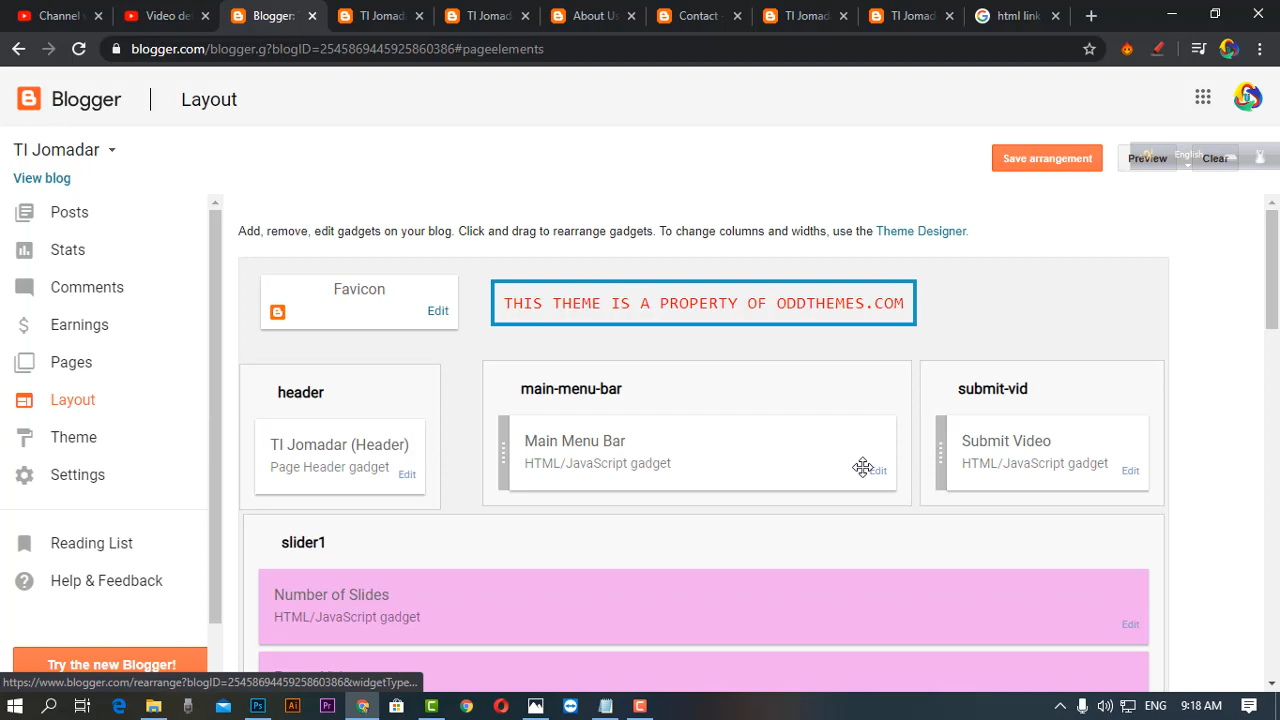 Channel
Video de
Blogger:
TI Jomad
TI Jomad
About Us
Contact
TI Jomad
TI Jomad
html link
blogger.com/blogger.g?blogID=2545869445925860386#pageelements
Blogger
Layout
TI Jomadar
View blog
Save arrangement
Preview
English
Clear
Posts
Stats
Comments
Earnings
Pages
Layout
Theme
Settings
Reading List
Help & Feedback
Try the new Blogger!
Add, remove, edit gadgets on your blog. Click and drag to rearrange gadgets. To change columns and widths, use the Theme Designer.
Favicon
Edit
THIS THEME IS A PROPERTY OF ODDTHEMES.COM
header
TI Jomadar (Header)
Page Header gadget
Edit
main-menu-bar
Main Menu Bar
HTML/JavaScript gadget
Edit
submit-vid
Submit Video
HTML/JavaScript gadget
Edit
slider1
Number of Slides
HTML/JavaScript gadget
Edit
https://www.blogger.com/rearrange?blogID=2545869445925860386&widgetType...
ENG
9:18 AM